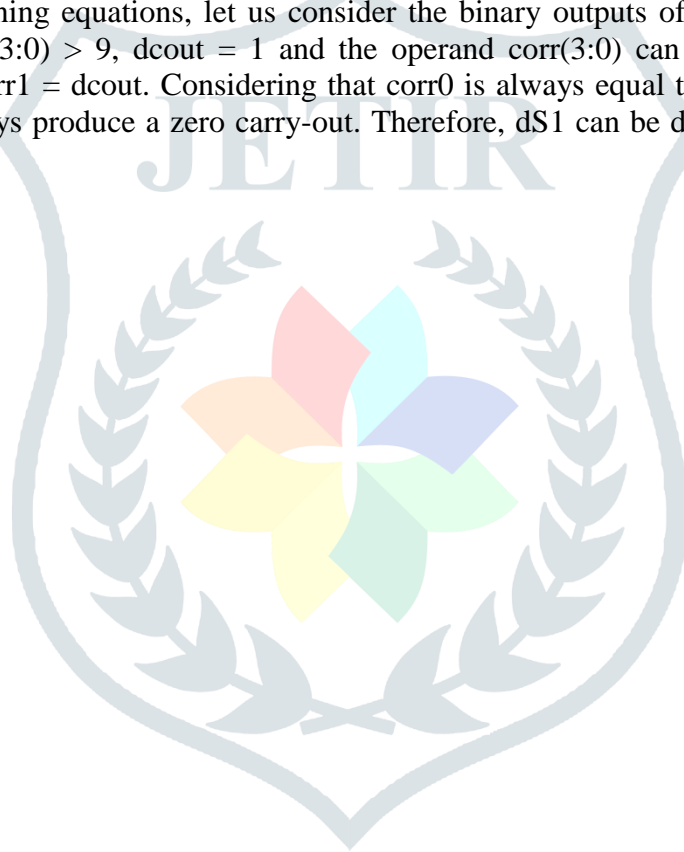 ning equations, let us consider the binary outputs of
3:0) > 9, dcout = 1 and the operand corr(3:0) can
rr1 = dcout. Considering that corr0 is always equal t
ys produce a zero carry-out. Therefore, dS1 can be d
JETIR